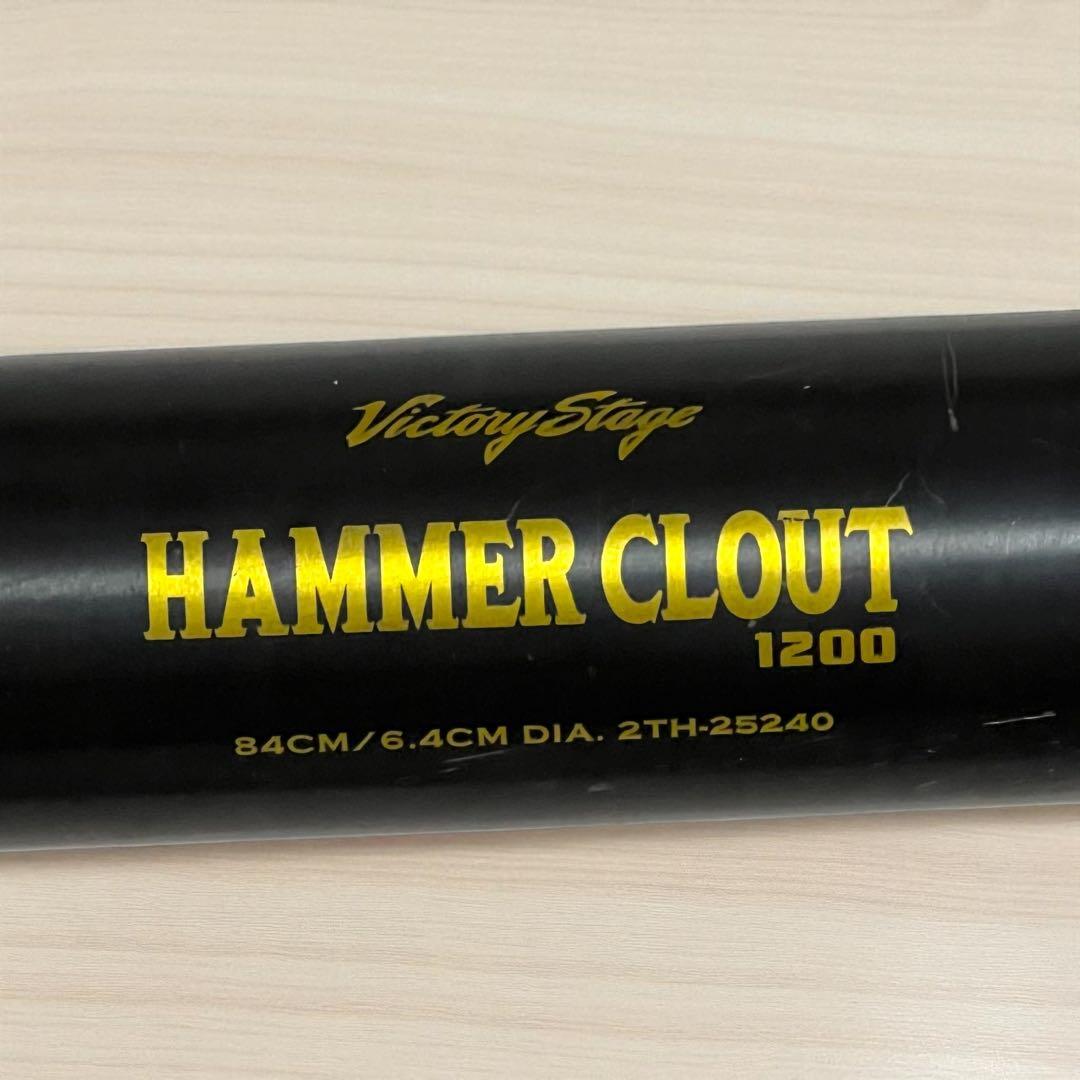 Victory Stage
HAMMER CLOUT
1200
84CM/6.4CM DIA. 2TH-25240